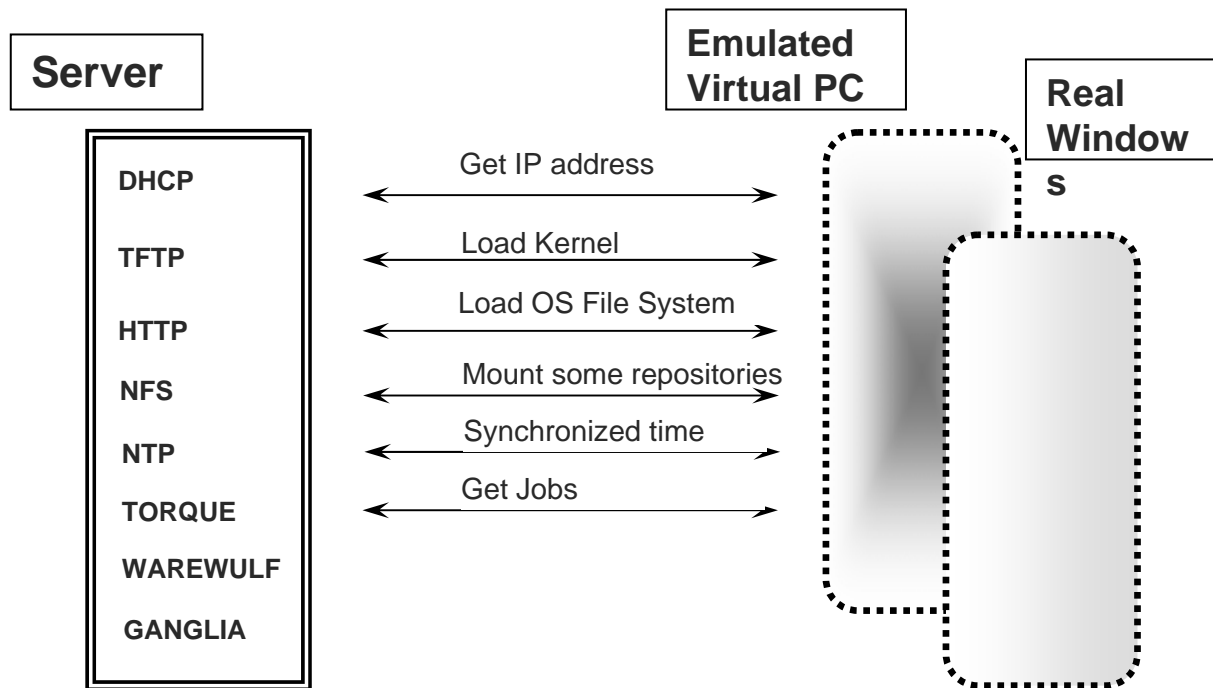 Server
Emulated
Virtual PC
Real
Window
s
DHCP
Get IP address
TFTP
Load Kernel
HTTP
Load OS File System
NFS
Mount some repositories
NTP
Synchronized time
TORQUE
Get Jobs
WAREWULF
GANGLIA